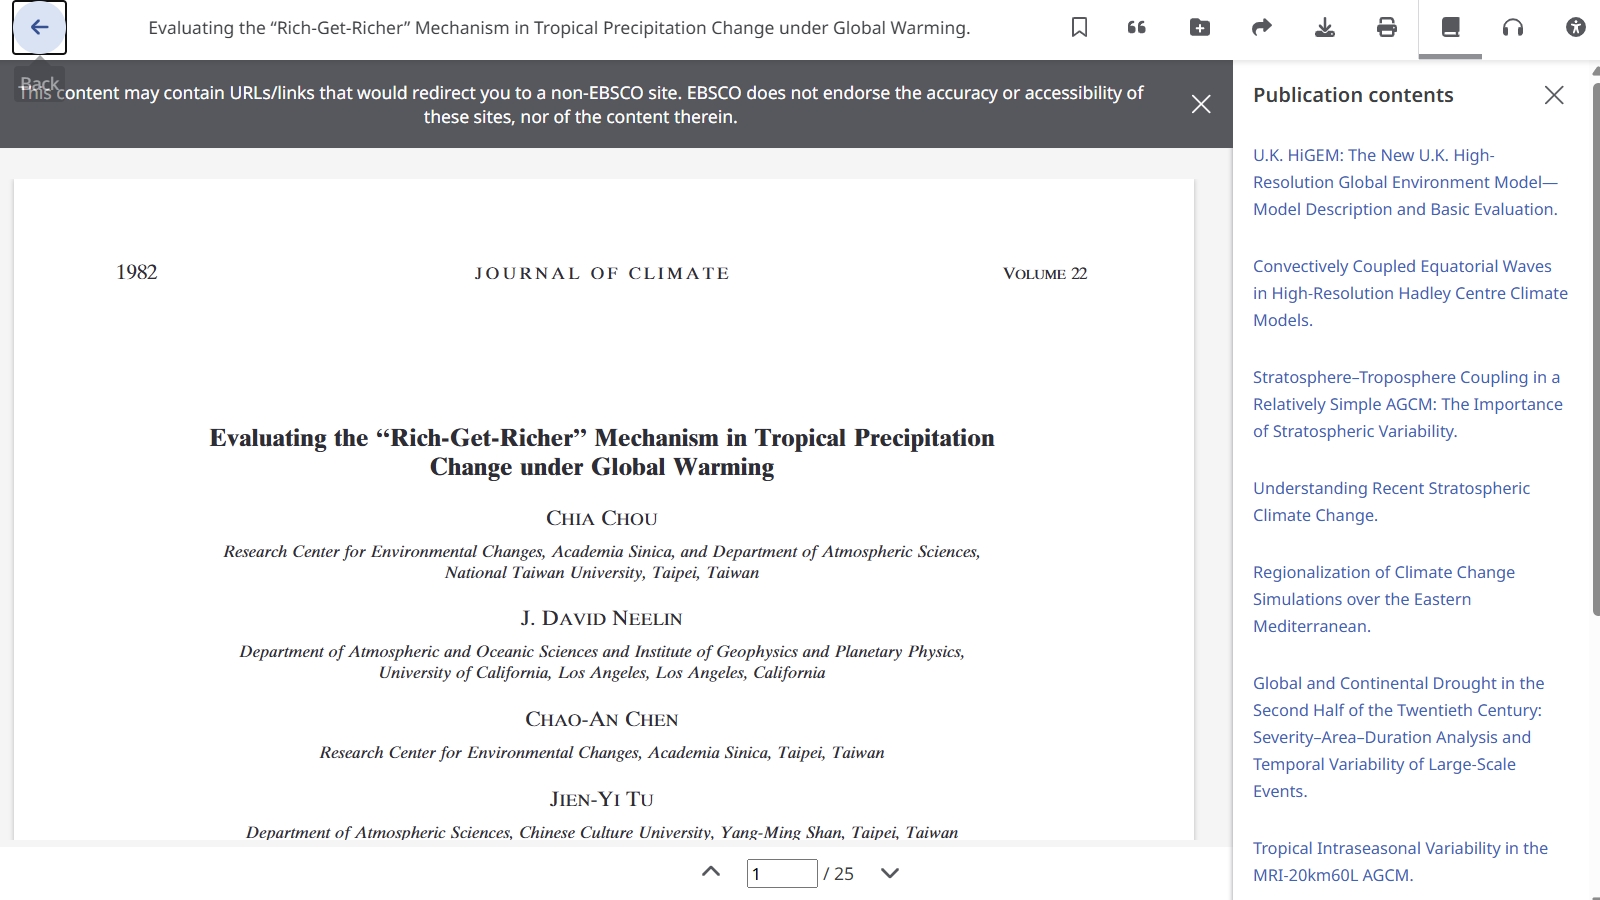 Evaluating the “Rich-Get-Richer” Mechanism in Tropical Precipitation Change under Global Warming.
Back
This content may contain URLs/links that would redirect you to a non-EBSCO site. EBSCO does not endorse the accuracy or accessibility of
these sites, nor of the content therein.
1982
JOURNAL OF CLIMATE
VOLUME 22
Evaluating the ‘‘Rich-Get-Richer’’ Mechanism in Tropical Precipitation
Change under Global Warming
CHIA CHOU
Research Center for Environmental Changes, Academia Sinica, and Department of Atmospheric Sciences,
National Taiwan University, Taipei, Taiwan
J. DAVID NEELIN
Department of Atmospheric and Oceanic Sciences and Institute of Geophysics and Planetary Physics,
University of California, Los Angeles, Los Angeles, California
CHAO-AN CHEN
Research Center for Environmental Changes, Academia Sinica, Taipei, Taiwan
JIEN-YI TU
Department of Atmospheric Sciences, Chinese Culture University, Yang-Ming Shan, Taipei, Taiwan
1 / 25
Publication contents
U.K. HiGEM: The New U.K. High-
Resolution Global Environment Model—
Model Description and Basic Evaluation.
Convectively Coupled Equatorial Waves
in High-Resolution Hadley Centre Climate
Models.
Stratosphere–Troposphere Coupling in a
Relatively Simple AGCM: The Importance
of Stratospheric Variability.
Understanding Recent Stratospheric
Climate Change.
Regionalization of Climate Change
Simulations over the Eastern
Mediterranean.
Global and Continental Drought in the
Second Half of the Twentieth Century:
Severity–Area–Duration Analysis and
Temporal Variability of Large-Scale
Events.
Tropical Intraseasonal Variability in the
MRI-20km60L AGCM.